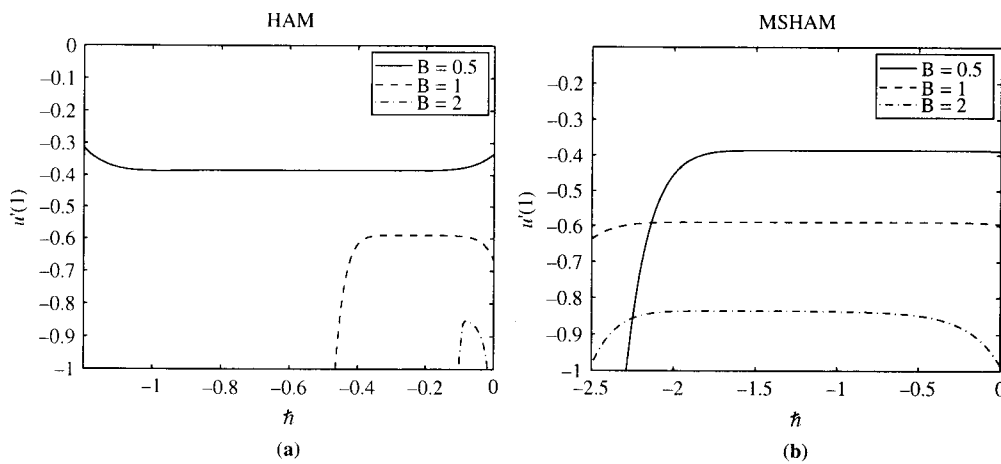 HAM
0
−0.1
−0.2
−0.3
−0.4
−0.5
−0.6
−0.7
−0.8
−0.9
−1
u'(1)
B = 0.5
B = 1
B = 2
−1
−0.8
−0.6
−0.4
−0.2
0
ħ
(a)
MSHAM
−0.2
−0.3
−0.4
−0.5
−0.6
−0.7
−0.8
−0.9
−1
u'(1)
B = 0.5
B = 1
B = 2
−2.5
−2
−1.5
−1
−0.5
0
ħ
(b)